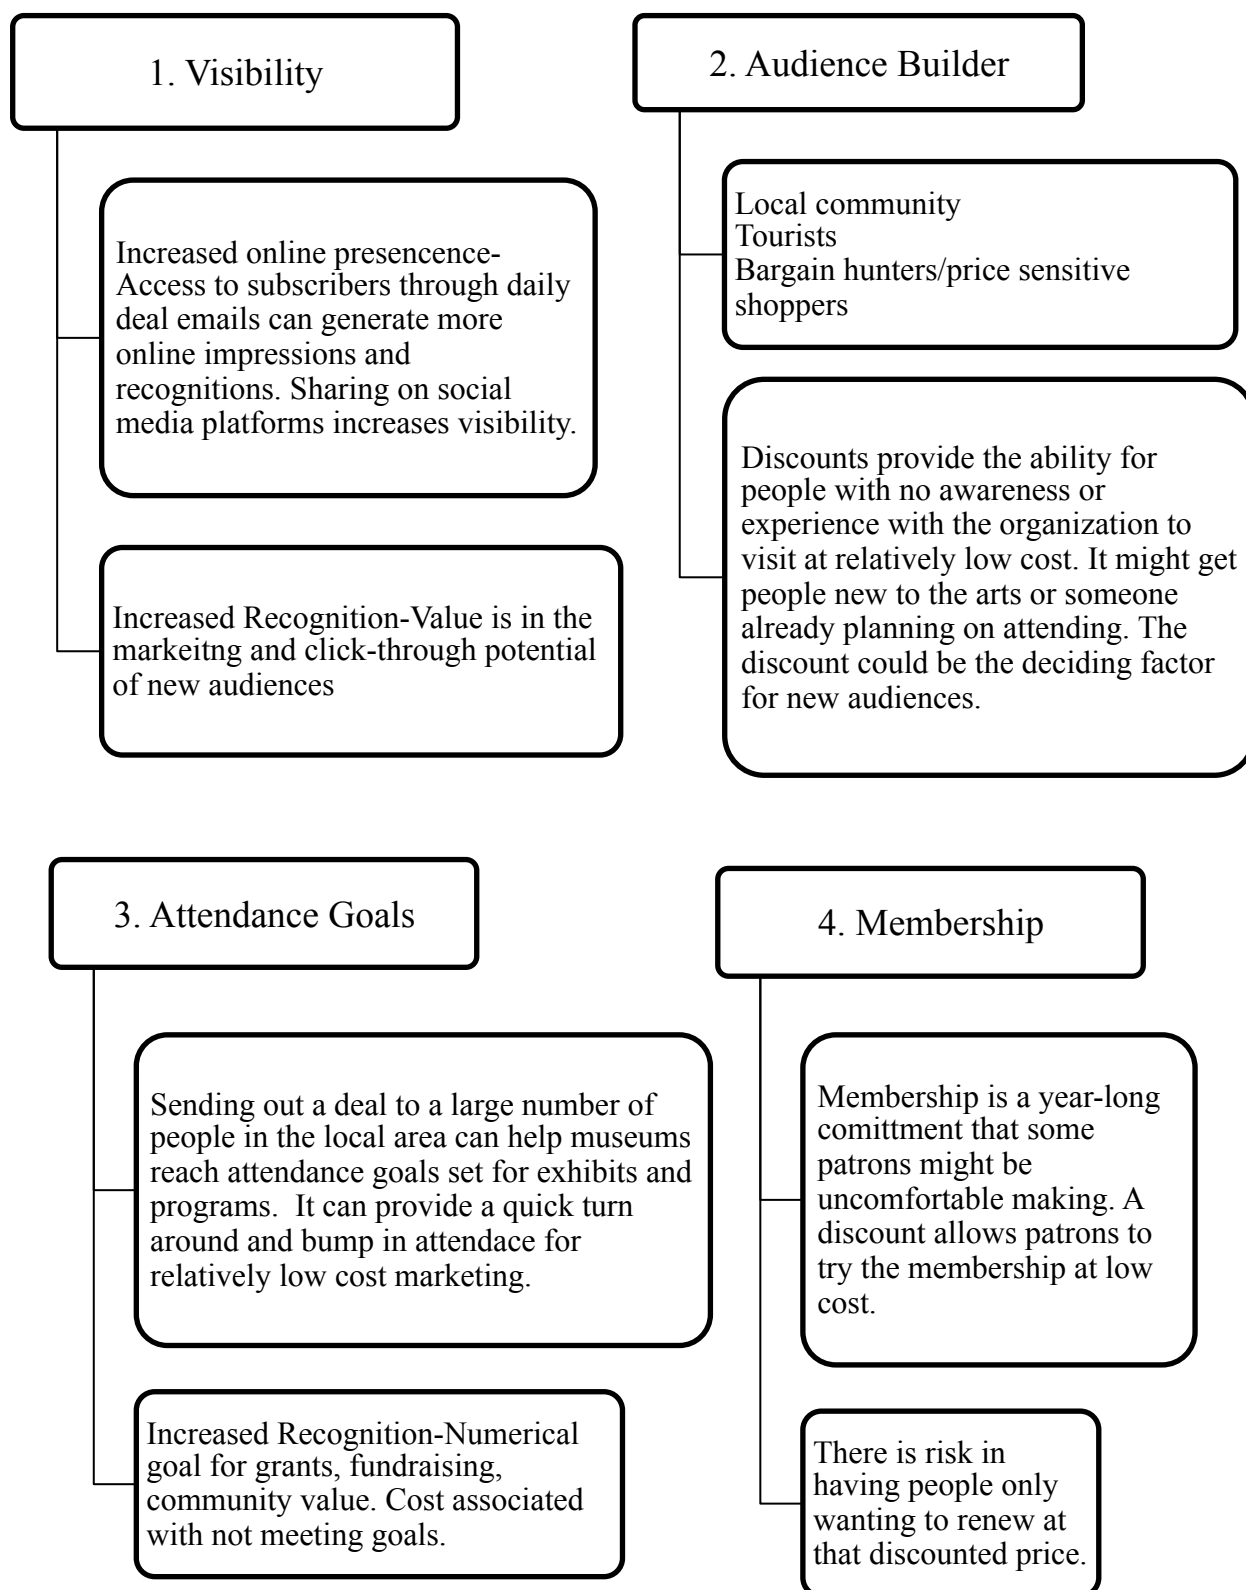 1. Visibility
Increased online presencence-
Access to subscribers through daily
deal emails can generate more
online impressions and
recognitions. Sharing on social
media platforms increases visibility.
Increased Recognition-Value is in the
markeitng and click-through potential
of new audiences
2. Audience Builder
Local community
Tourists
Bargain hunters/price sensitive
shoppers
Discounts provide the ability for
people with no awareness or
experience with the organization to
visit at relatively low cost. It might get
people new to the arts or someone
already planning on attending. The
discount could be the deciding factor
for new audiences.
3. Attendance Goals
Sending out a deal to a large number of
people in the local area can help museums
reach attendance goals set for exhibits and
programs.  It can provide a quick turn
around and bump in attendace for
relatively low cost marketing.
Increased Recognition-Numerical
goal for grants, fundraising,
community value. Cost associated
with not meeting goals.
4. Membership
Membership is a year-long
comittment that some
patrons might be
uncomfortable making. A
discount allows patrons to
try the membership at low
cost.
There is risk in
having people only
wanting to renew at
that discounted price.